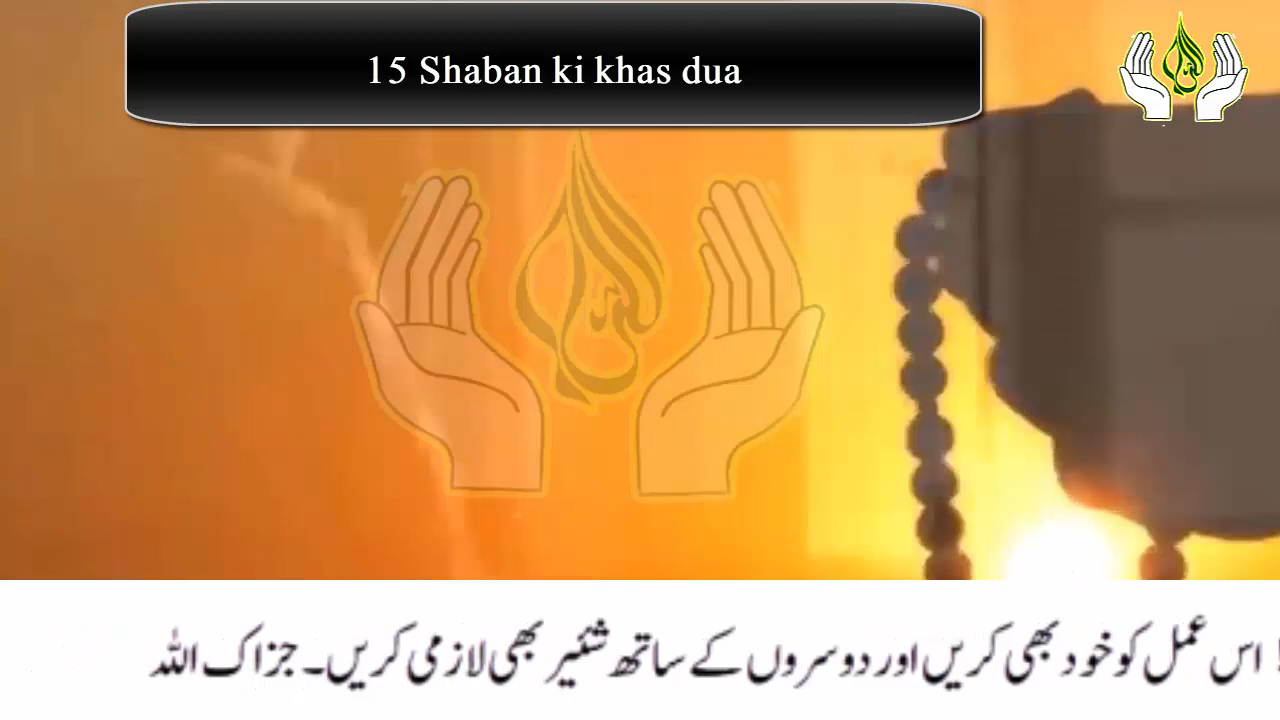 15 Shaban ki khas dua
! اس عمل کو خود بھی کریں اور دوسروں کے ساتھ شئیر بھی لازمی کریں۔ جزاک اللہ